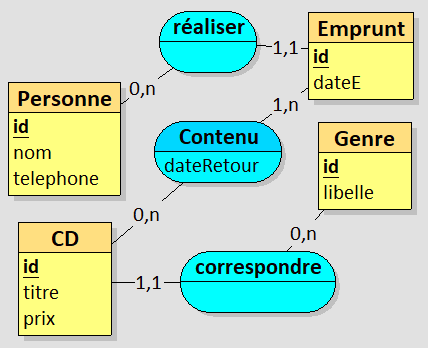 réaliser
Emprunt
1,1
id
dateE
0,n
Personne
id
nom
telephone
1,n
Contenu
dateRetour
Genre
id
libelle
0,n
CD
id
titre
prix
0,n
correspondre
1,1